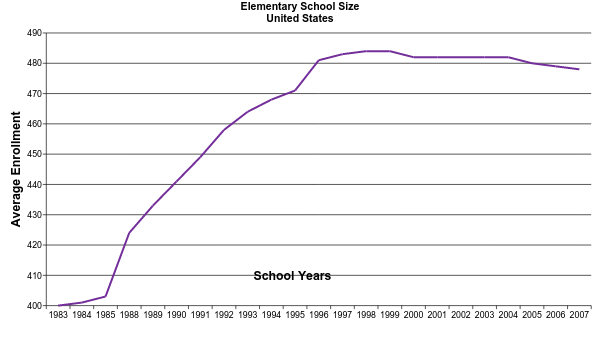 Elementary School Size
United States
490
480
470
460
450
440
430
420
410
400
Average Enrollment
School Years
1983 1984 1985 1988 1989 1990 1991 1992 1993 1994 1995 1996 1997 1998 1999 2000 2001 2002 2003 2004 2005 2006 2007